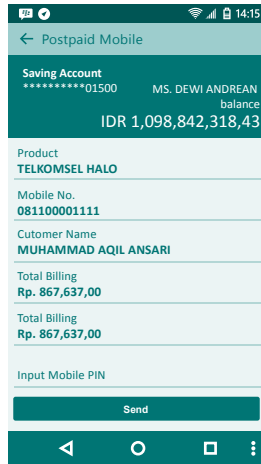 14:15
Postpaid Mobile
Saving Account
**********01500
MS. DEWI ANDREAN
balance
IDR 1,098,842,318,43
Product
TELKOMSEL HALO
Mobile No.
081100001111
Cutomer Name
MUHAMMAD AQIL ANSARI
Total Billing
Rp. 867,637,00
Total Billing
Rp. 867,637,00
Input Mobile PIN
Send